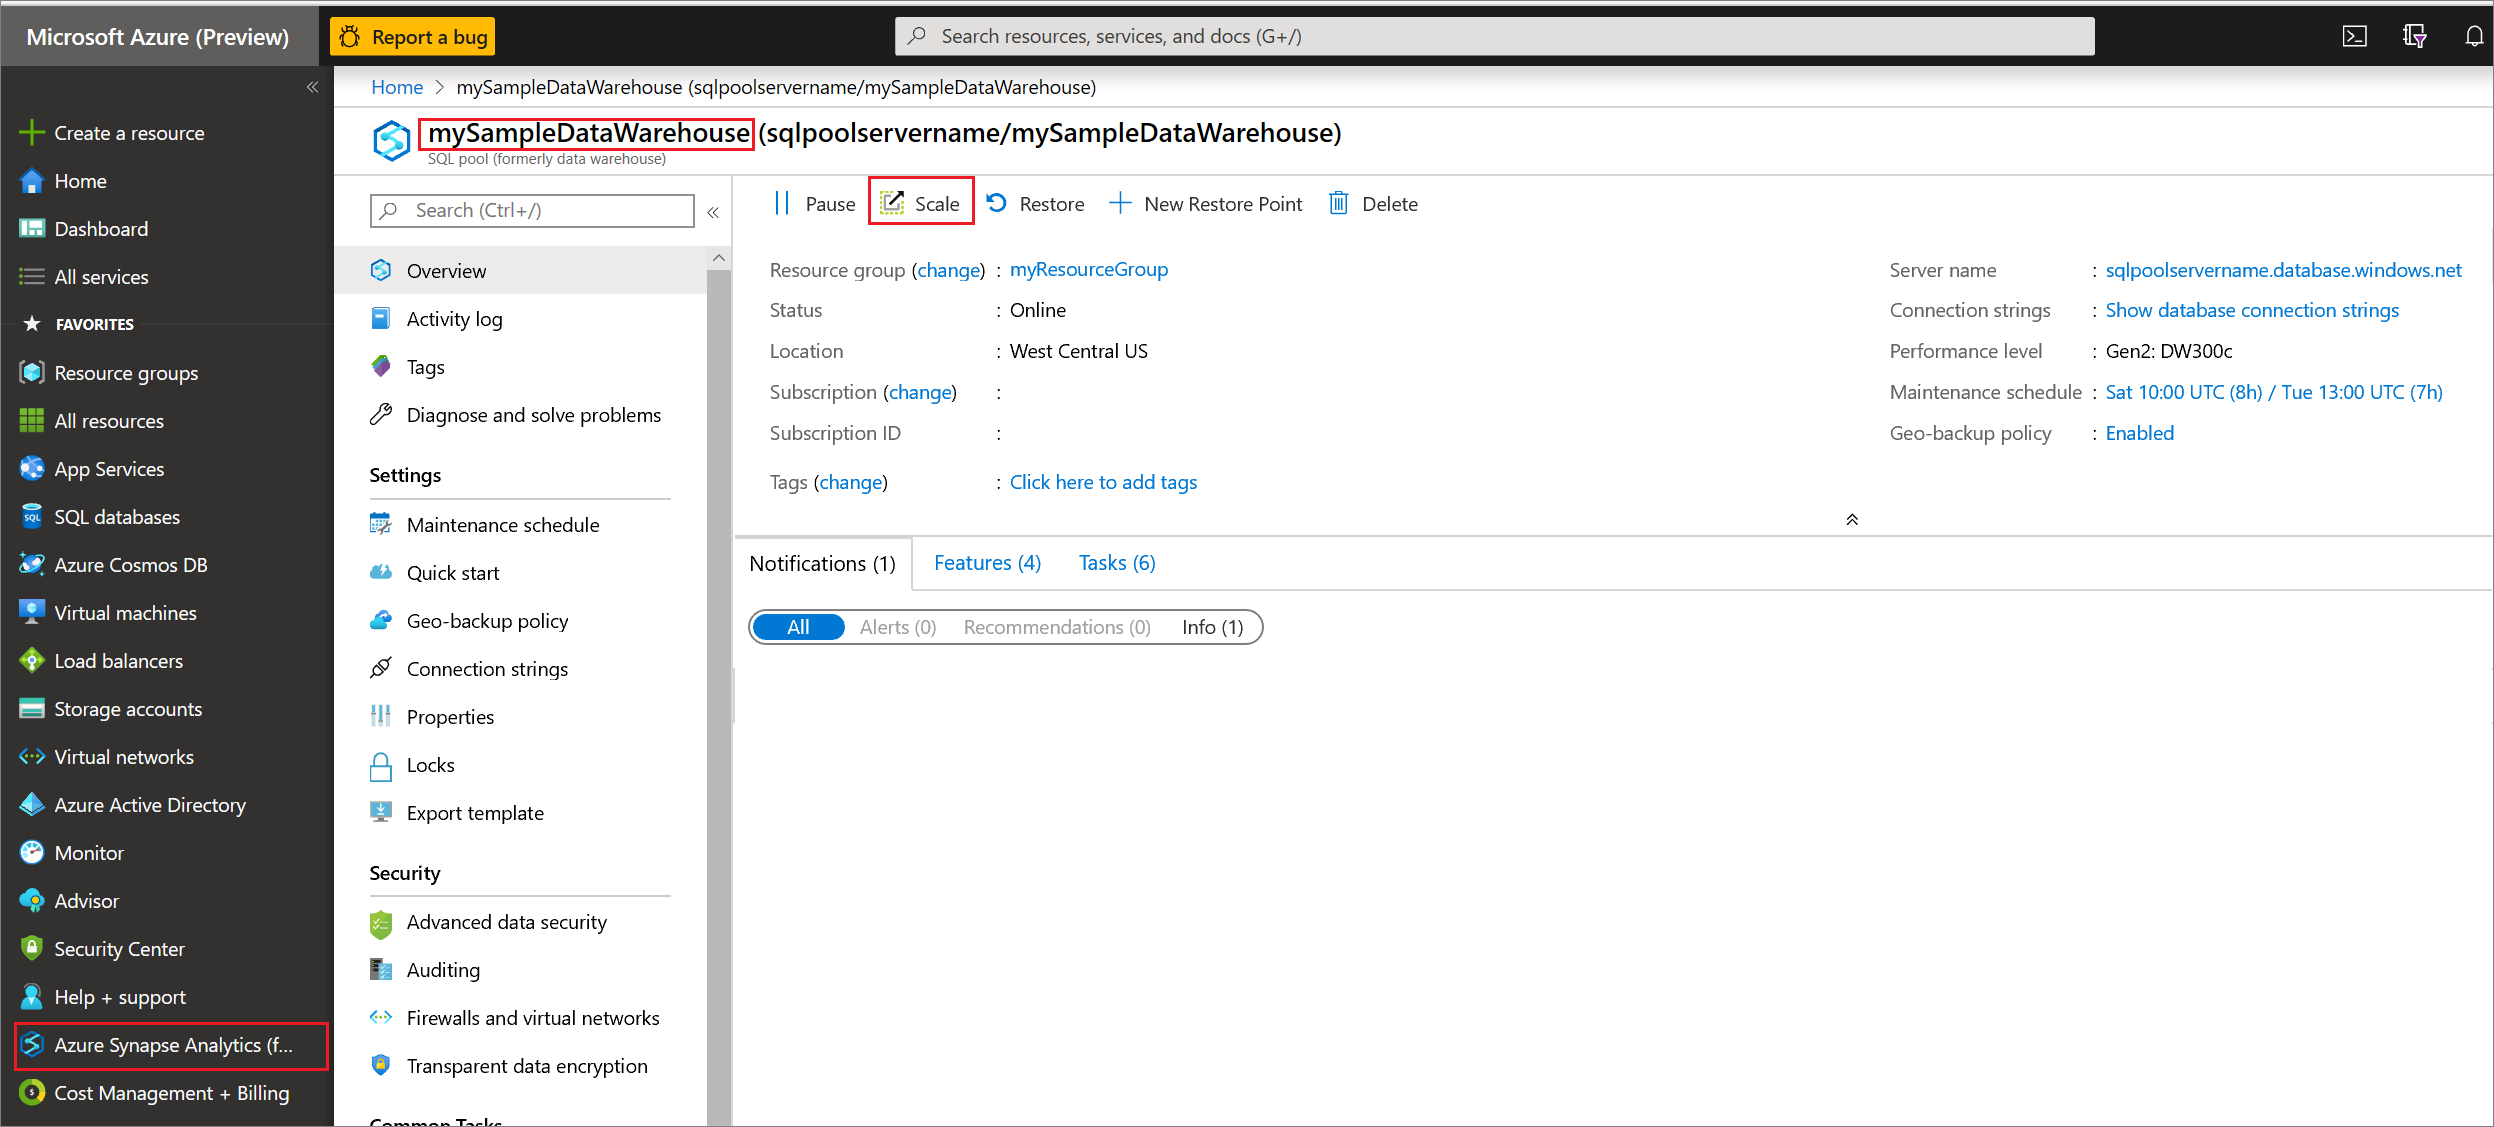 Microsoft Azure (Preview)
Report a bug
Search resources, services, and docs (G+/)
Create a resource
Home
Dashboard
All services
FAVORITES
Resource groups
All resources
App Services
SQL databases
Azure Cosmos DB
Virtual machines
Load balancers
Storage accounts
Virtual networks
Azure Active Directory
Monitor
Advisor
Security Center
Help + support
Azure Synapse Analytics (f...
Cost Management + Billing
Home > mySampleDataWarehouse (sqlpoolservername/mySampleDataWarehouse)
mySampleDataWarehouse (sqlpoolservername/mySampleDataWarehouse)
SQL pool (formerly data warehouse)
Search (Ctrl+/)
Overview
Activity log
Tags
Diagnose and solve problems
Settings
Maintenance schedule
Quick start
Geo-backup policy
Connection strings
Properties
Locks
Export template
Security
Advanced data security
Auditing
Firewalls and virtual networks
Transparent data encryption
Common Tasks
Pause Scale Restore New Restore Point Delete
Resource group (change) : myResourceGroup
Status : Online
Location : West Central US
Subscription (change) :
Subscription ID :
Tags (change) : Click here to add tags
Server name : sqlpoolservername.database.windows.net
Connection strings : Show database connection strings
Performance level : Gen2: DW300c
Maintenance schedule : Sat 10:00 UTC (8h) / Tue 13:00 UTC (7h)
Geo-backup policy : Enabled
Notifications (1) Features (4) Tasks (6)
All Alerts (0) Recommendations (0) Info (1)